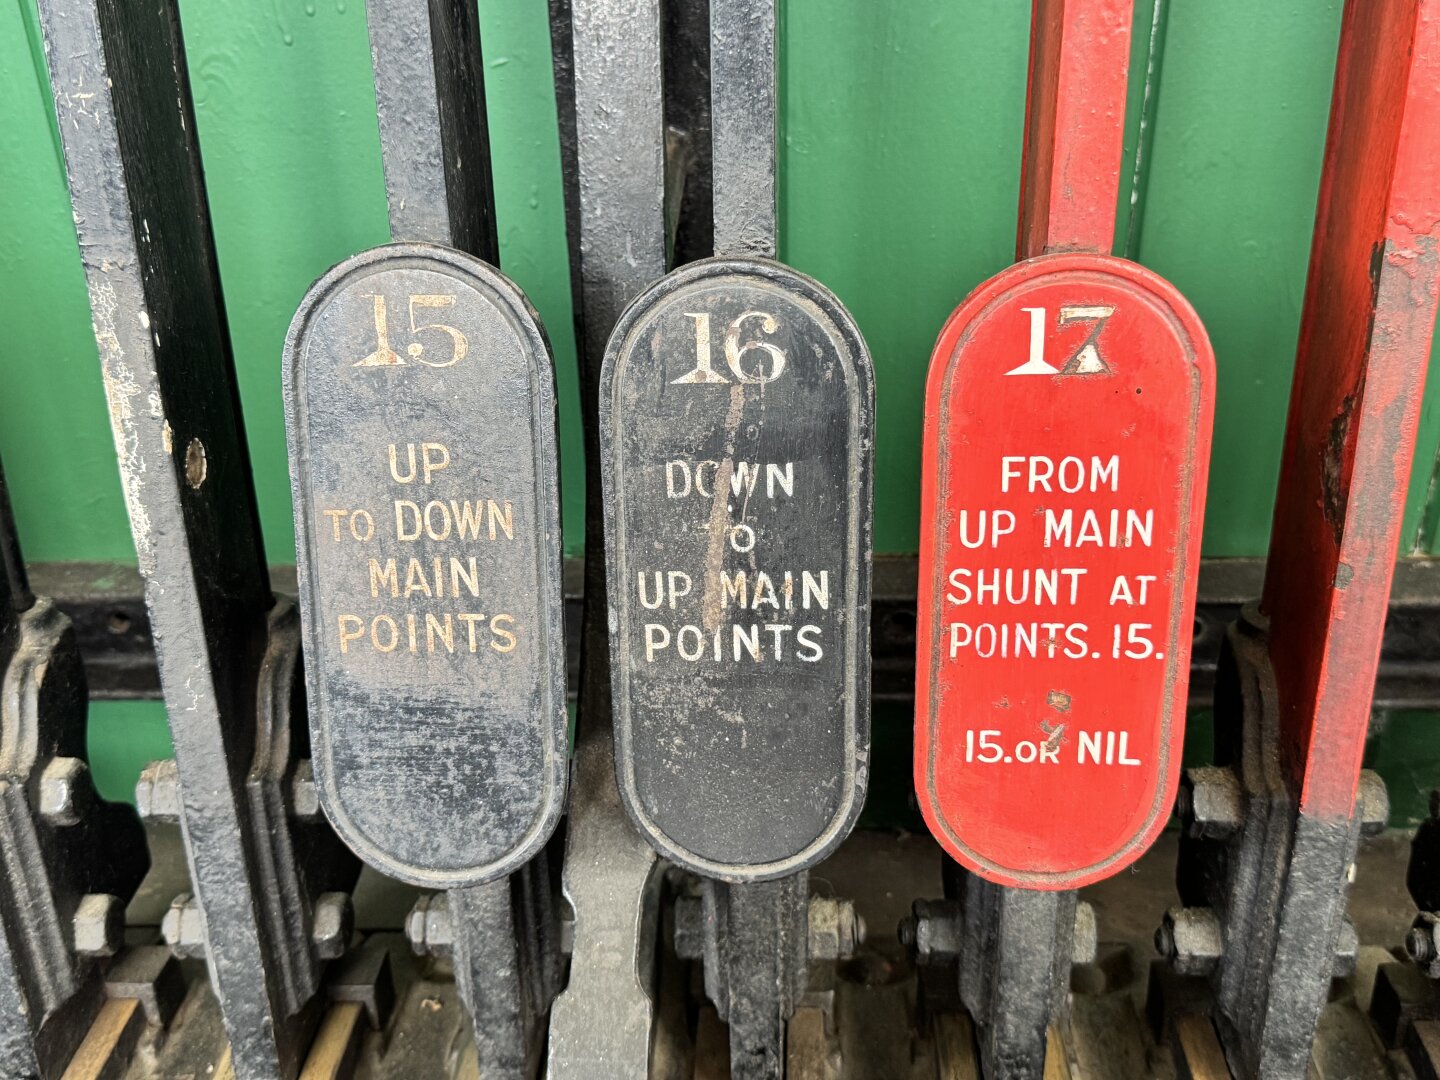 15
UP
TO DOWN
MAIN
POINTS
16
DOWN
TO
UP MAIN
POINTS
17
FROM
UP MAIN
SHUNT AT
POINTS. 15.
15. OR NIL